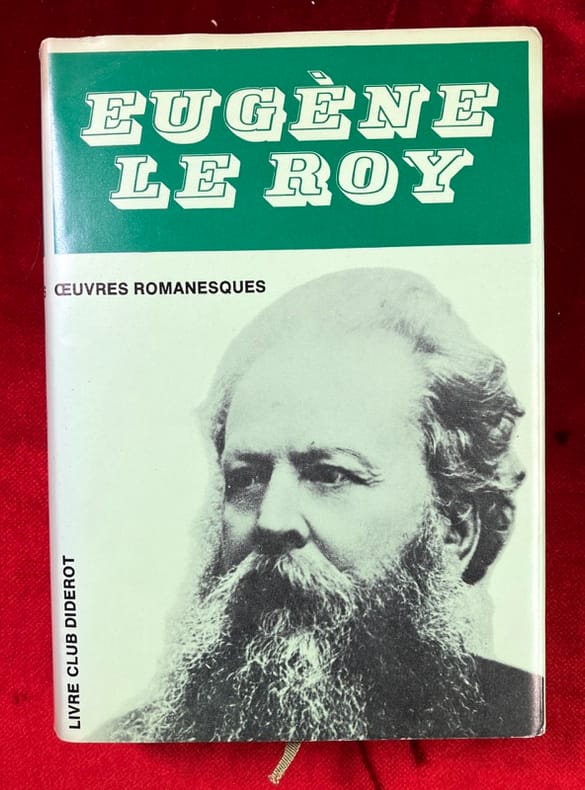 EUGÈNE
LE ROY
ŒUVRES ROMANESQUES
LIVRE CLUB DIDEROT